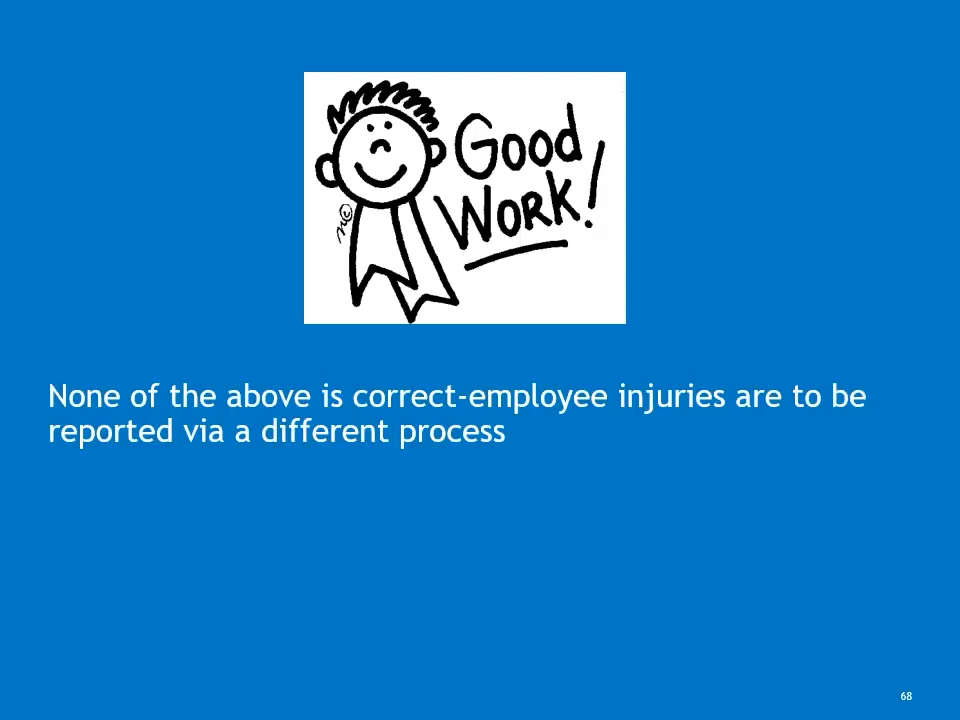 Good
Work!
None of the above is correct-employee injuries are to be
reported via a different process
68